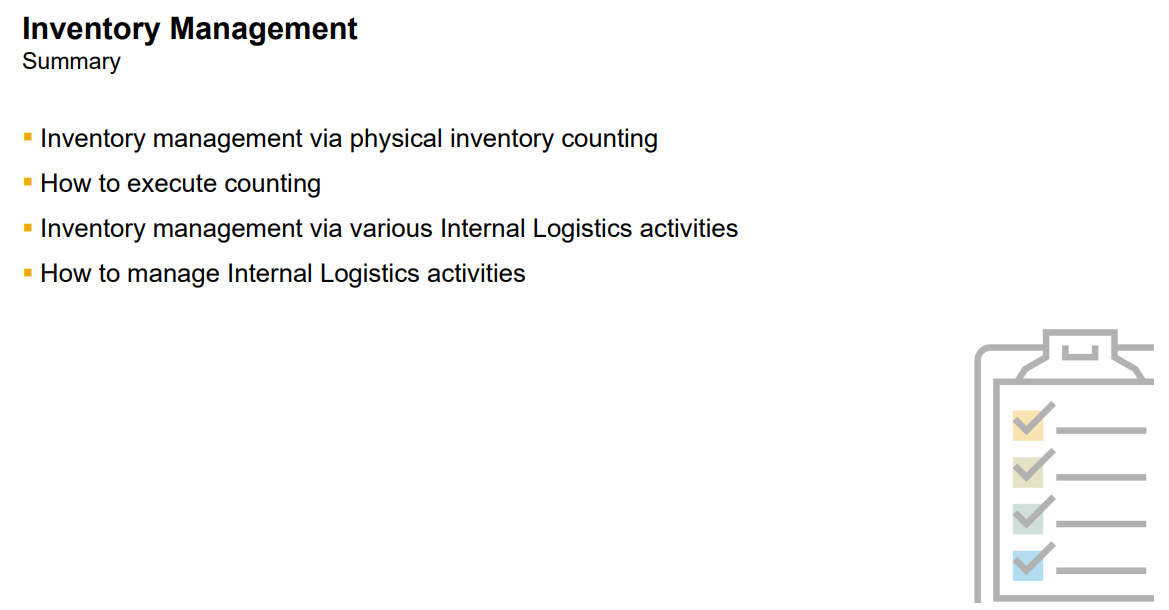 Inventory Management
Summary
Inventory management via physical inventory counting
How to execute counting
Inventory management via various Internal Logistics activities
How to manage Internal Logistics activities